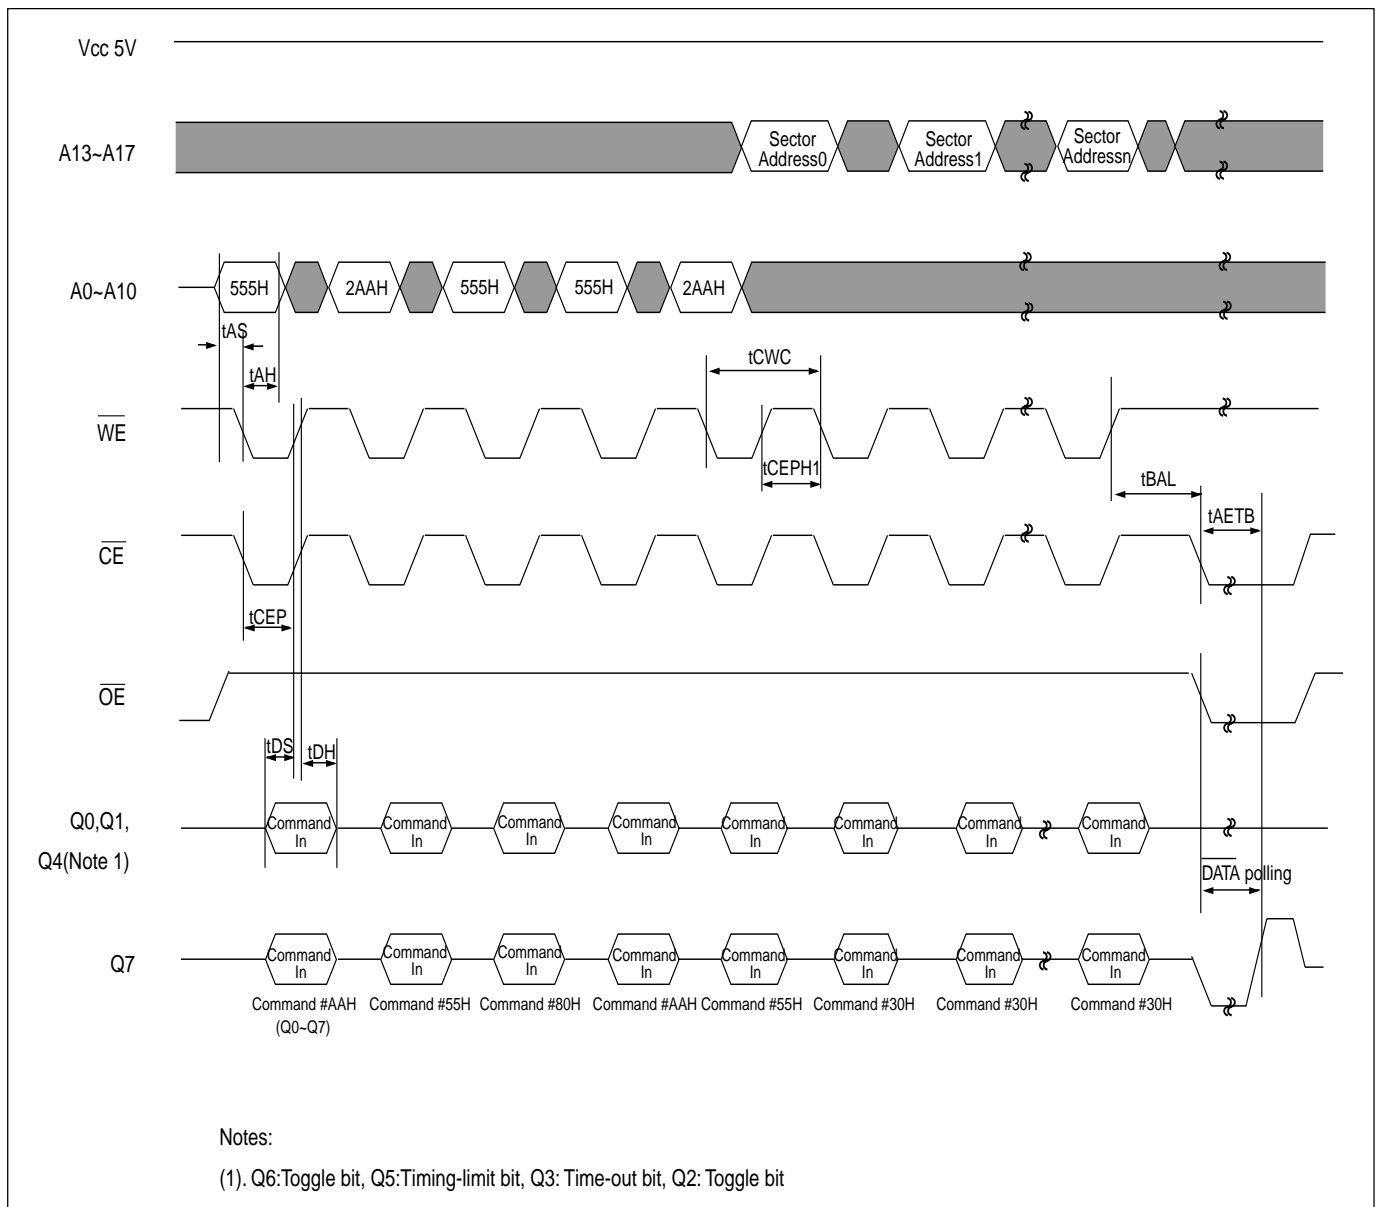 Vcc 5V
A13~A17
Sector Address0
Sector Address1
Sector Addressn
A0~A10
555H
2AAH
555H
555H
2AAH
tAS
tAH
tCWC
WE
tCEPH1
tBAL
tAETB
CE
tCEP
OE
tDS
tDH
Q0,Q1,
Q4(Note 1)
Command In
Command In
Command In
Command In
Command In
Command In
Command In
Command In
DATA polling
Q7
Command In
Command In
Command In
Command In
Command In
Command In
Command In
Command In
Command #AAH
(Q0~Q7)
Command #55H
Command #80H
Command #AAH
Command #55H
Command #30H
Command #30H
Command #30H
Notes:
(1). Q6:Toggle bit, Q5:Timing-limit bit, Q3: Time-out bit, Q2: Toggle bit